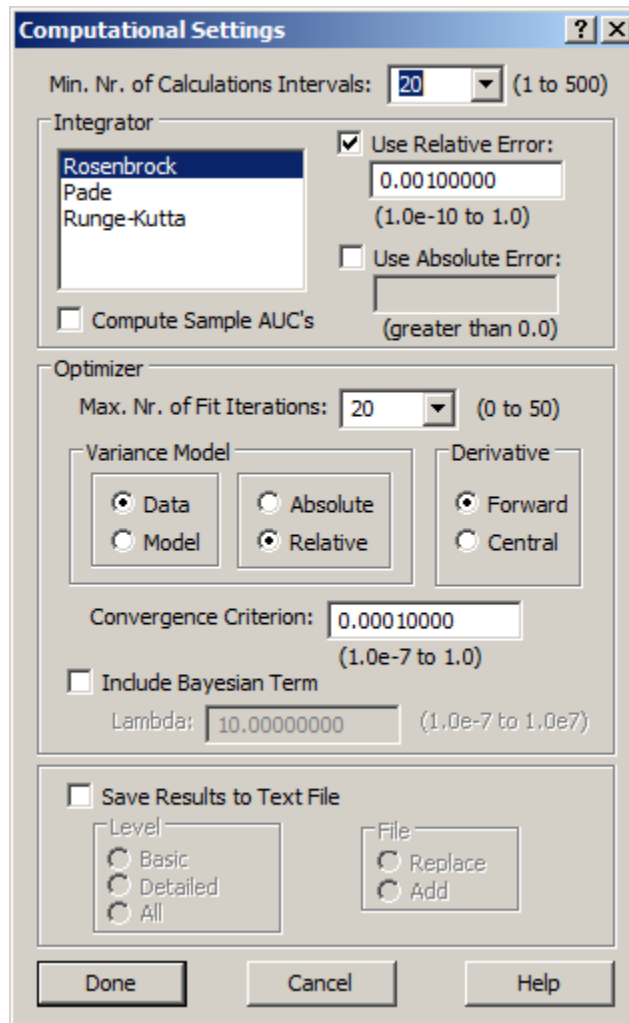 Computational Settings
Min. Nr. of Calculations Intervals: 20 (1 to 500)
Integrator
Rosenbrock
Pade
Runge-Kutta
Use Relative Error:
0.00100000
(1.0e-10 to 1.0)
Use Absolute Error:
(greater than 0.0)
Compute Sample AUC's
Optimizer
Max. Nr. of Fit Iterations: 20 (0 to 50)
Variance Model
Data
Model
Absolute
Relative
Derivative
Forward
Central
Convergence Criterion: 0.00010000
(1.0e-7 to 1.0)
Include Bayesian Term
Lambda: 10.00000000 (1.0e-7 to 1.0e7)
Save Results to Text File
Level
Basic
Detailed
All
File
Replace
Add
Done Cancel Help